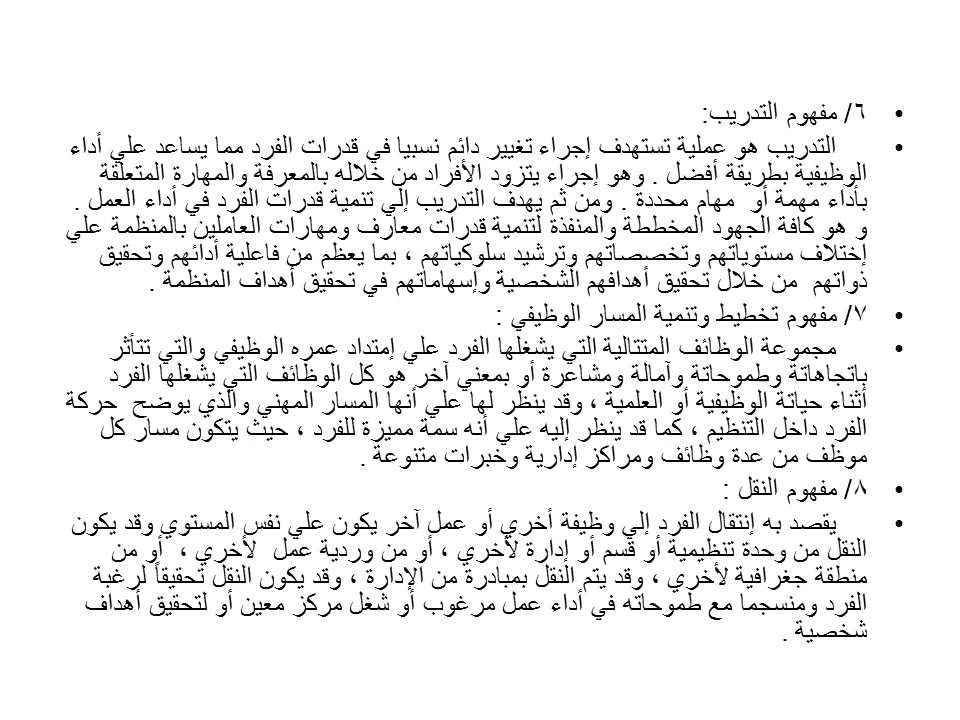 • ٦/ مفهوم التدريب:
• التدريب هو عملية تستهدف إجراء تغيير دائم نسبيا في قدرات الفرد مما يساعد علي أداء
الوظيفية بطريقة أفضل . وهو إجراء يتزود الأفراد من خلاله بالمعرفة والمهارة المتعلقة
بأداء مهمة أو مهام محددة . ومن ثم يهدف التدريب إلي تنمية قدرات الفرد في أداء العمل .
و هو كافة الجهود المخططة والمنفذة لتنمية قدرات معارف ومهارات العاملين بالمنظمة علي
إختلاف مستوياتهم وتخصصاتهم وترشيد سلوكياتهم ، بما يعظم من فاعلية أدائهم وتحقيق
ذواتهم من خلال تحقيق أهدافهم الشخصية وإسهاماتهم في تحقيق أهداف المنظمة .
• ٧/ مفهوم تخطيط وتنمية المسار الوظيفي :
• مجموعة الوظائف المتتالية التي يشغلها الفرد علي إمتداد عمره الوظيفي والتي تتأثر
باتجاهاتة وطموحاتة وآمالة ومشاعرة أو بمعني آخر هو كل الوظائف التي يشغلها الفرد
أثناء حياتة الوظيفية أو العلمية ، وقد ينظر لها علي أنها المسار المهني والذي يوضح حركة
الفرد داخل التنظيم ، كما قد ينظر إليه علي أنه سمة مميزة للفرد ، حيث يتكون مسار كل
موظف من عدة وظائف ومراكز إدارية وخبرات متنوعة .
• ٨/ مفهوم النقل :
• يقصد به إنتقال الفرد إلي وظيفة أخري أو عمل آخر يكون علي نفس المستوي وقد يكون
النقل من وحدة تنظيمية أو قسم أو إدارة لأخري ، أو من وردية عمل لأخري ، أو من
منطقة جغرافية لأخري ، وقد يتم النقل بمبادرة من الإدارة ، وقد يكون النقل تحقيقاً لرغبة
الفرد ومنسجما مع طموحاته في أداء عمل مرغوب أو شغل مركز معين أو لتحقيق أهداف
شخصية .